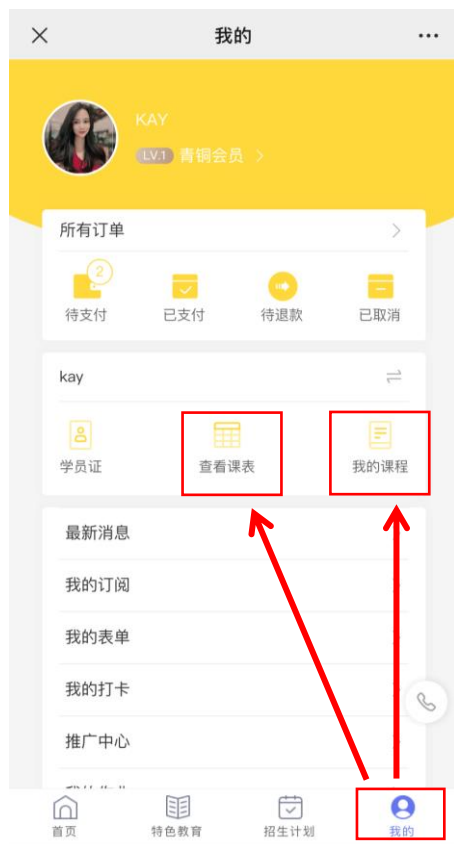 我的
KAY
LV.1 青铜会员
所有订单
2
待支付 已支付 待退款 已取消
kay
学员证 查看课表 我的课程
最新消息
我的订阅
我的表单
我的打卡
推广中心
首页 特色教育 招生计划 我的